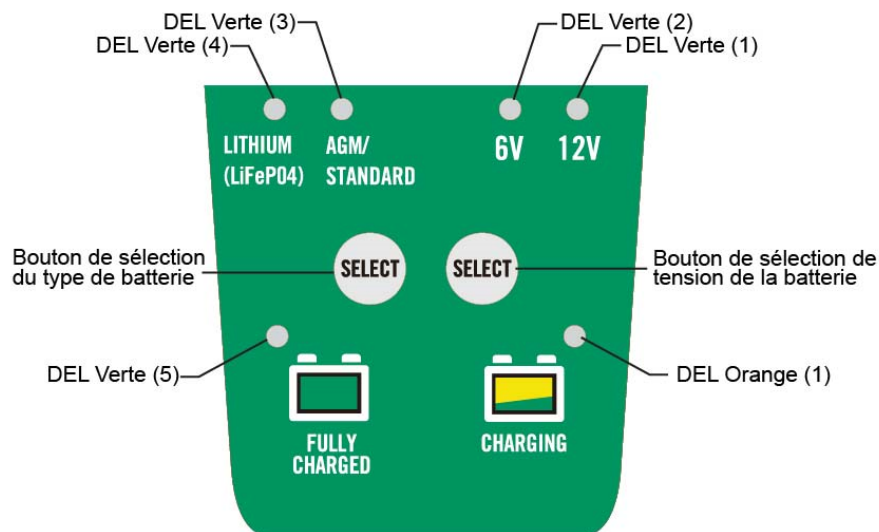 DEL Verte (3)
DEL Verte (2)
DEL Verte (4)
DEL Verte (1)
LITHIUM
(LiFePO4)
AGM/
STANDARD
6V
12V
Bouton de sélection
du type de batterie
SELECT
SELECT
Bouton de sélection de
tension de la batterie
DEL Verte (5)
DEL Orange (1)
FULLY
CHARGED
CHARGING